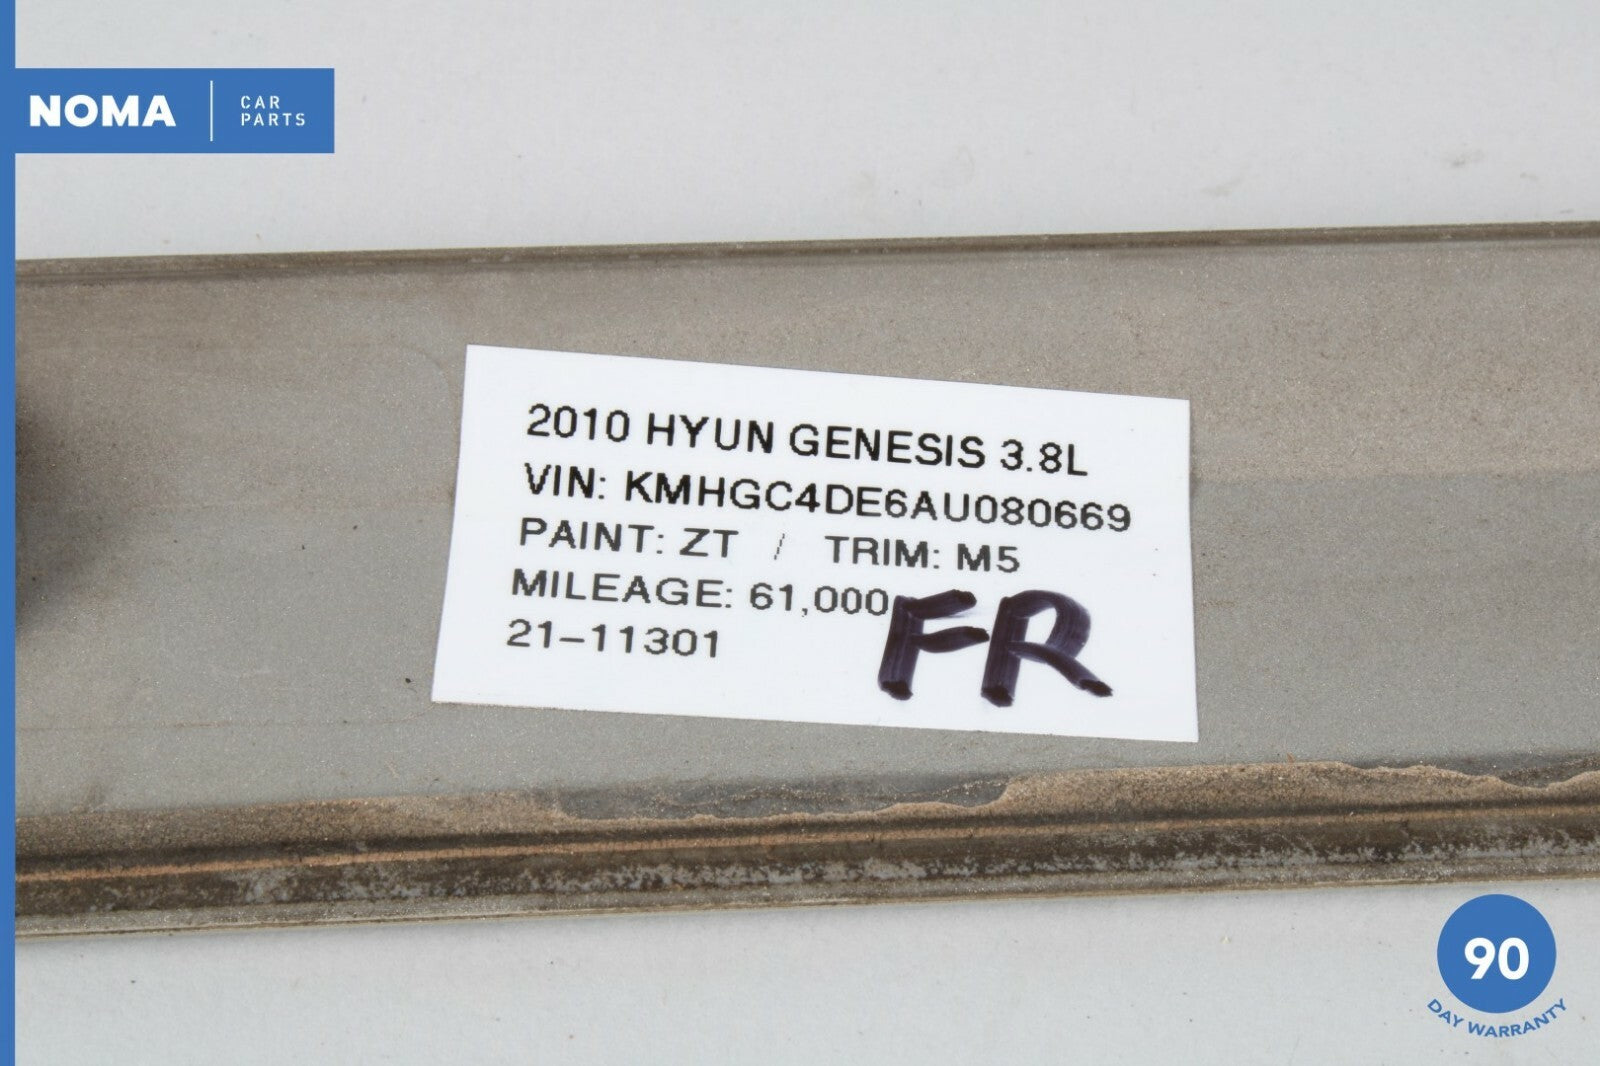 NOMA
CAR
PARTS
2010 HYUN GENESIS 3.8L
VIN: KMHGC4DE6AU080669
PAINT: ZT / TRIM: M5
MILEAGE: 61,000
21-11301
FR
90
DAY WARRANTY